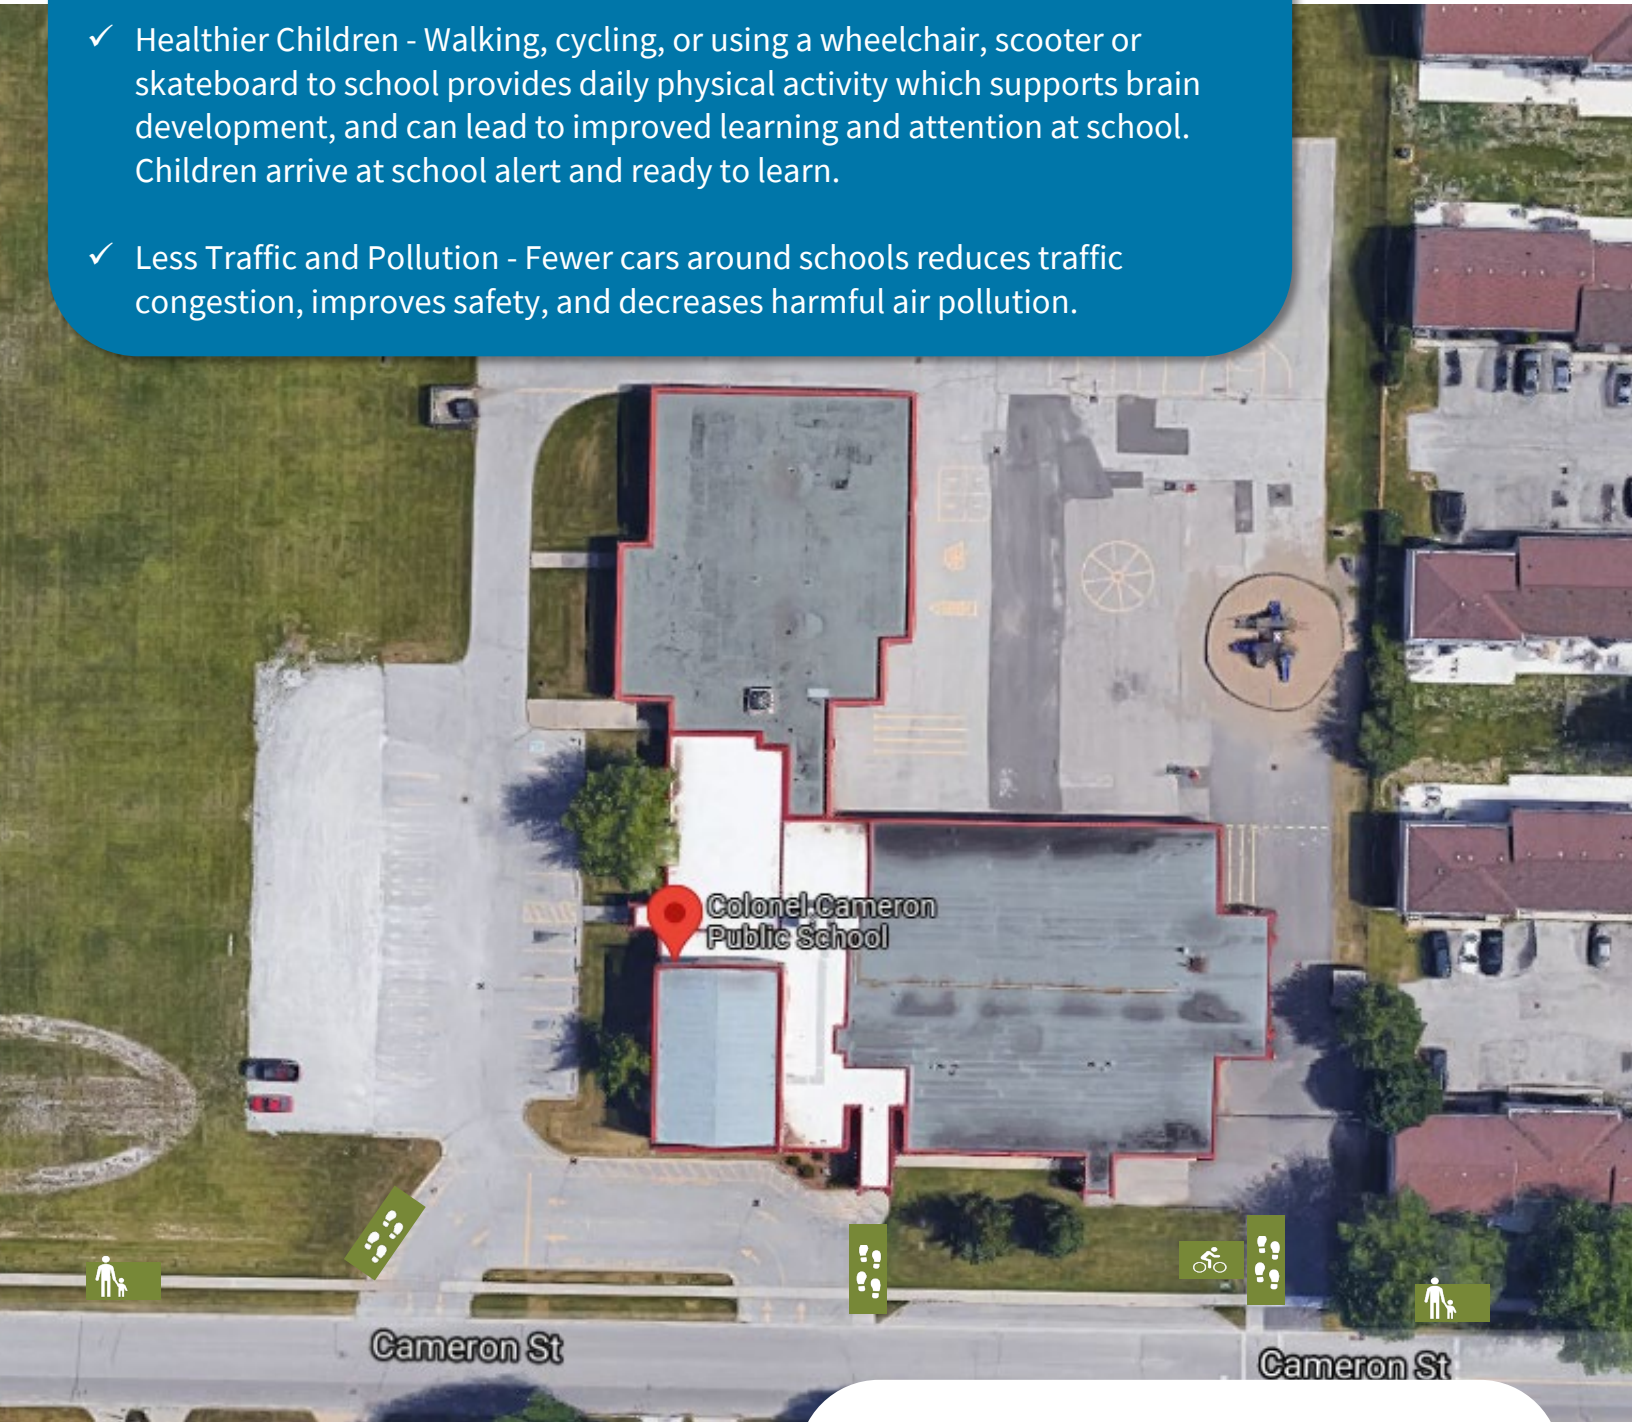 ✓ Healthier Children - Walking, cycling, or using a wheelchair, scooter or
skateboard to school provides daily physical activity which supports brain
development, and can lead to improved learning and attention at school.
Children arrive at school alert and ready to learn.
✓ Less Traffic and Pollution - Fewer cars around schools reduces traffic
congestion, improves safety, and decreases harmful air pollution.
Colonel Cameron
Public School
Cameron St
Cameron St